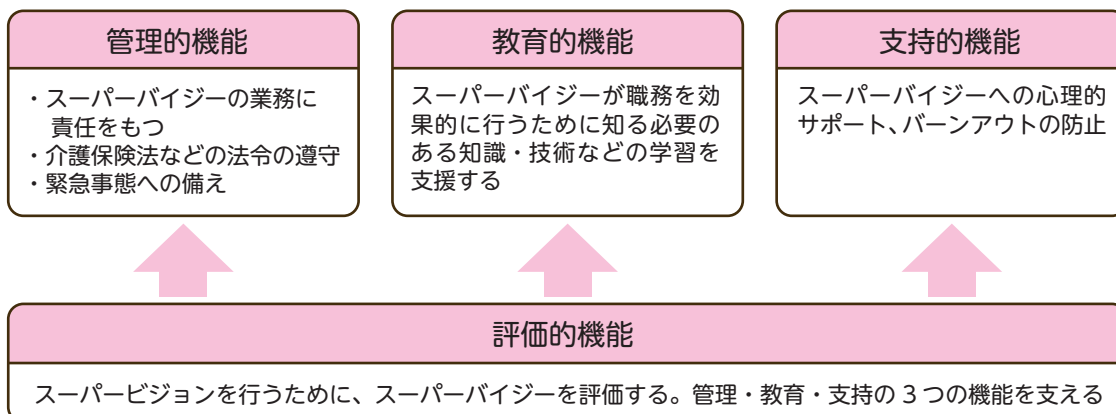 管理的機能
・スーパーバイジーの業務に
責任をもつ
・介護保険法などの法令の遵守
・緊急事態への備え
教育的機能
スーパーバイジーが職務を効
果的に行うために知る必要の
ある知識・技術などの学習を
支援する
支持的機能
スーパーバイジーへの心理的
サポート、バーンアウトの防止
評価的機能
スーパービジョンを行うために、スーパーバイジーを評価する。管理・教育・支持の3つの機能を支える